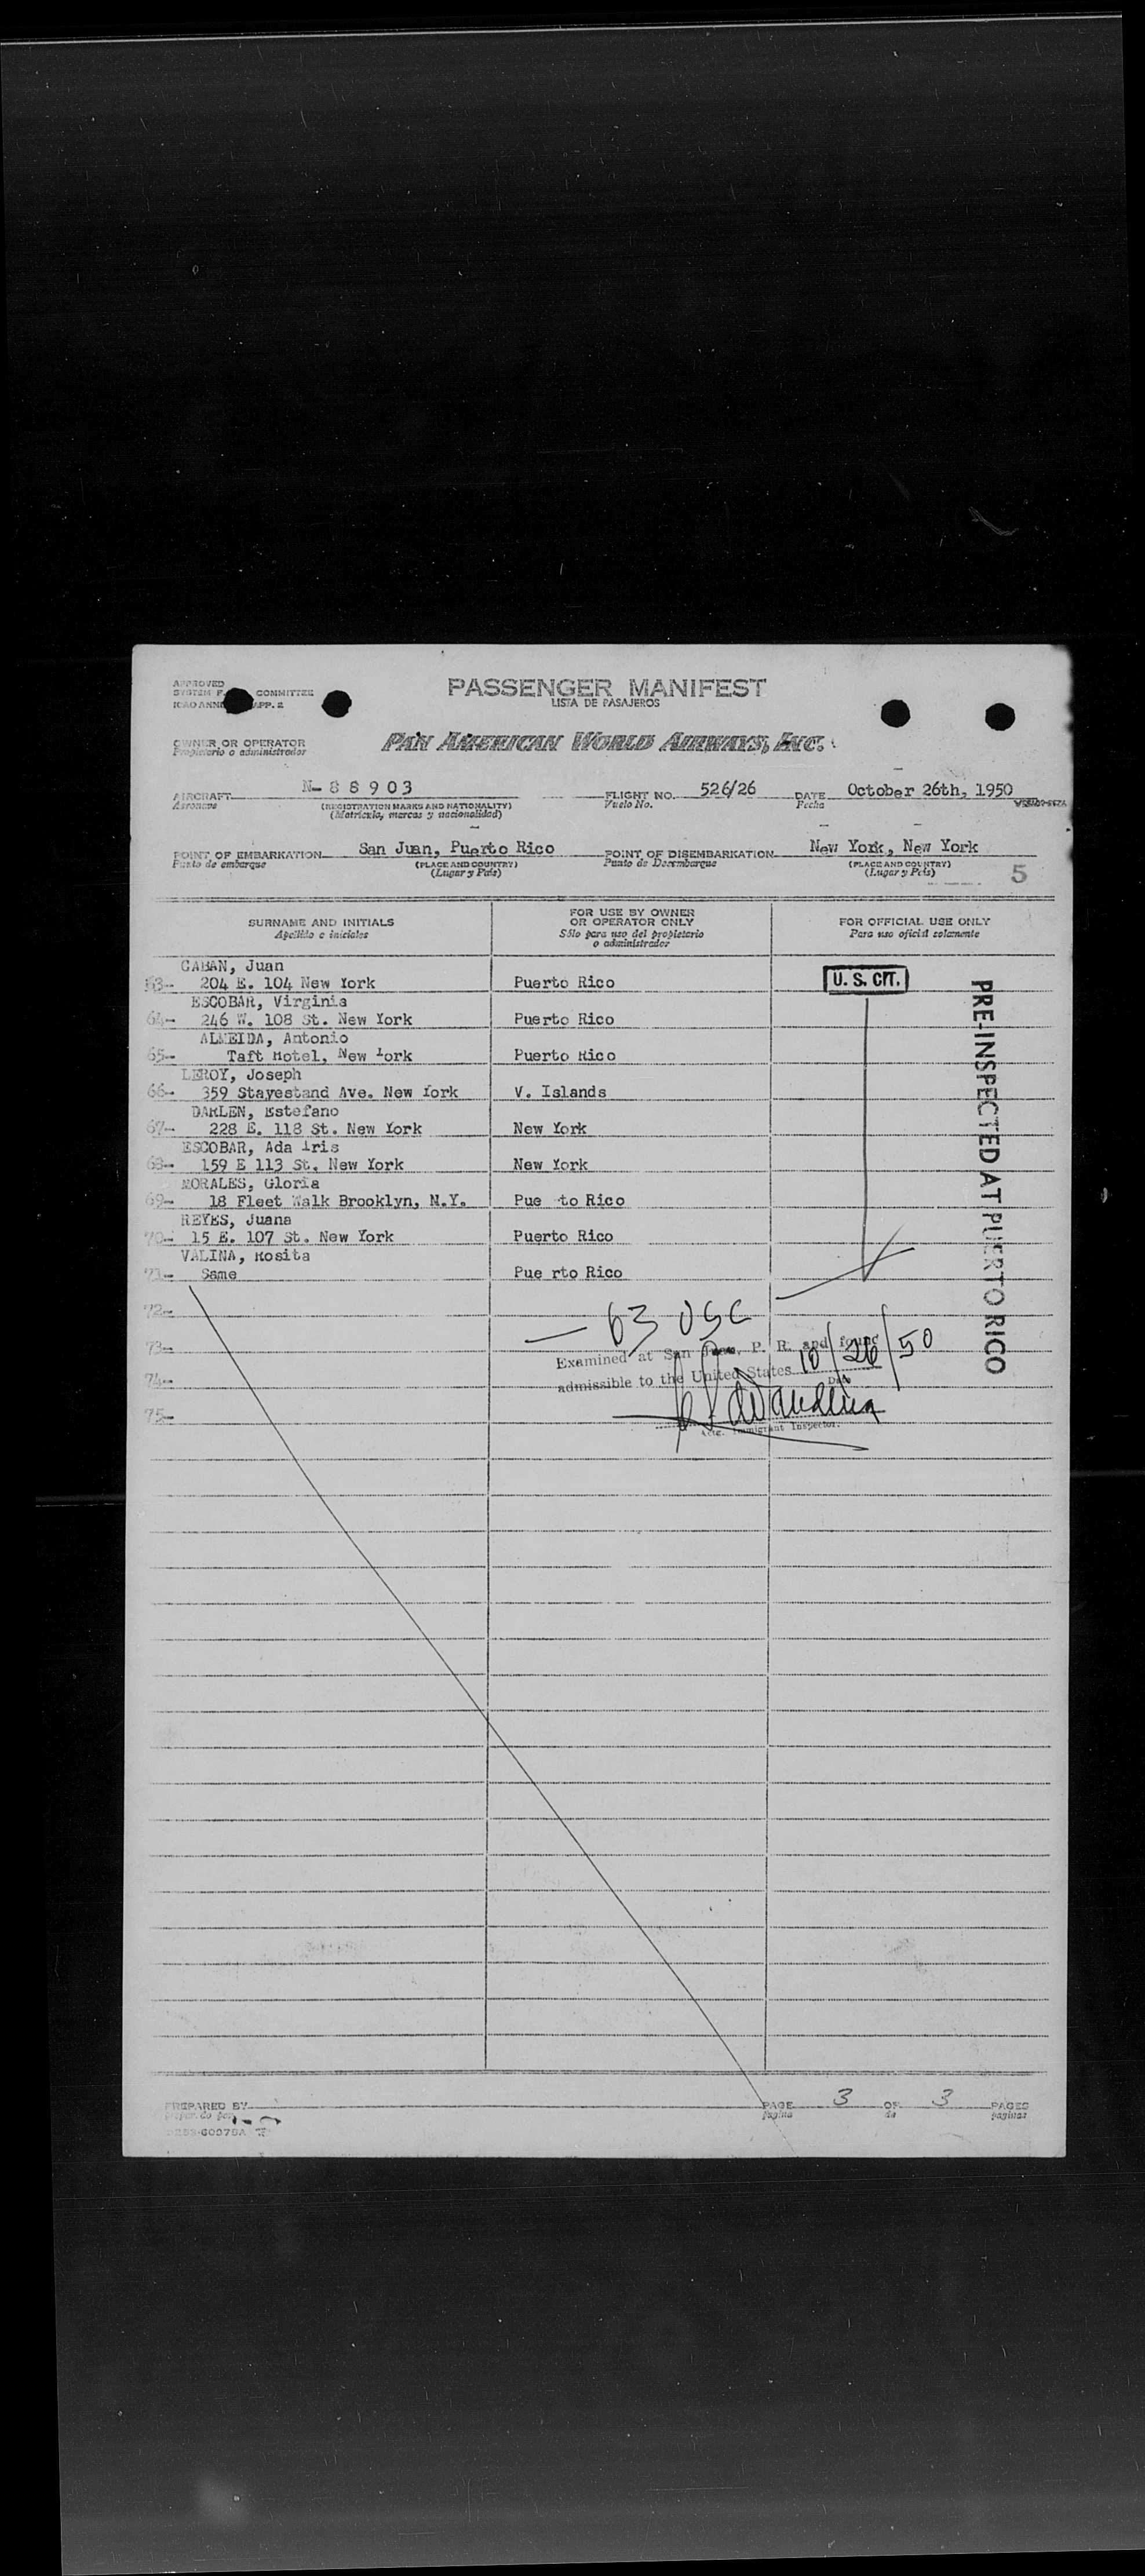 APPROVED
COMMITTEE
APP. 2
PASSENGER MANIFEST
LISTA DE PASAJEROS
OWNER OR OPERATOR
Propietario o administrador
PAN AMERICAN WORLD AIRWAYS, INC.
AIRCRAFT N-88903 FLIGHT NO. 526/26 DATE October 26th, 1950
Aeronave (REGISTRATION MARKS AND NATIONALITY) Vuelo No. Fecha
(Matrícula, marcas y nacionalidad)
POINT OF EMBARKATION San Juan, Puerto Rico POINT OF DISEMBARKATION New York, New York
Punto de embarque (PLACE AND COUNTRY) Punto de Desembarque (PLACE AND COUNTRY)
(Lugar y País) (Lugar y País)
5
SURNAME AND INITIALS
Apellido e iniciales
FOR USE BY OWNER
OR OPERATOR ONLY
Sólo para uso del propietario
o administrador
FOR OFFICIAL USE ONLY
Para uso oficial solamente
CABAN, Juan
63- 204 E. 104 New York Puerto Rico U. S. CIT.
ESCOBAR, Virginia
64- 246 W. 108 St. New York Puerto Rico
ALMEIDA, Antonio
65- Taft Hotel, New York Puerto Rico
LEROY, Joseph
66- 359 Stayestand Ave. New York V. Islands
DARLEN, Estefano
67- 228 E. 118 St. New York New York
ESCOBAR, Ada Iris
68- 159 E 113 St. New York New York
MORALES, Gloria
69- 18 Fleet Walk Brooklyn, N.Y. Pue to Rico
REYES, Juana
70- 15 E. 107 St. New York Puerto Rico
VALINA, Rosita
71- Same Pue rto Rico
PRE-INSPECTED AT PUERTO RICO
72-
63 USC
73-
Examined at San Juan, P. R. and found
admissible to the United States 10/26/50
Date
74-
75-
Actg. Immigrant Inspector.
PREPARED BY PAGE 3 OF 3 PAGES
página de páginas